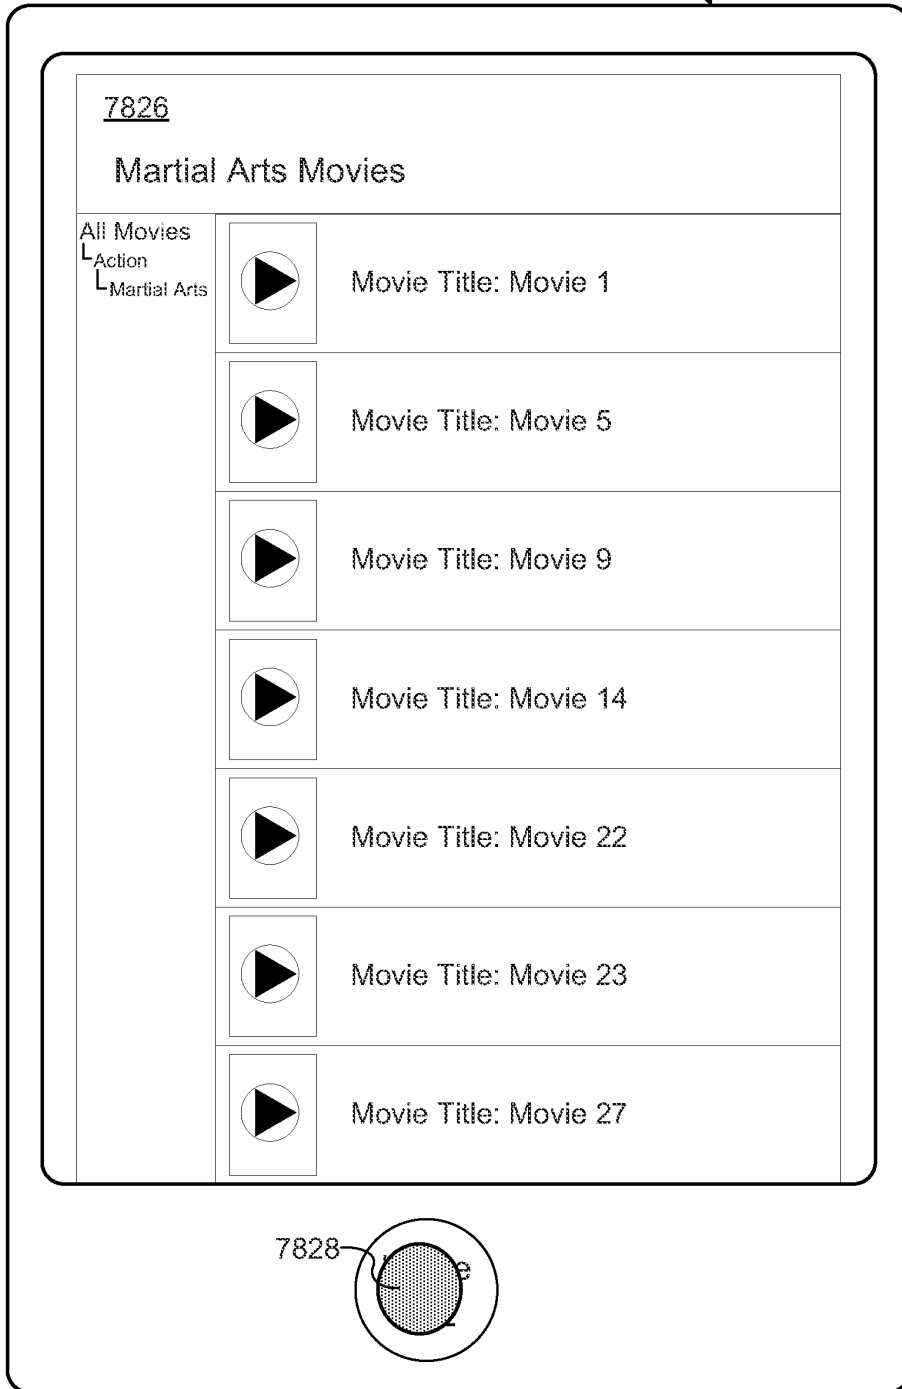 7826
Martial Arts Movies
All Movies
Action
Martial Arts
Movie Title: Movie 1
Movie Title: Movie 5
Movie Title: Movie 9
Movie Title: Movie 14
Movie Title: Movie 22
Movie Title: Movie 23
Movie Title: Movie 27
7828